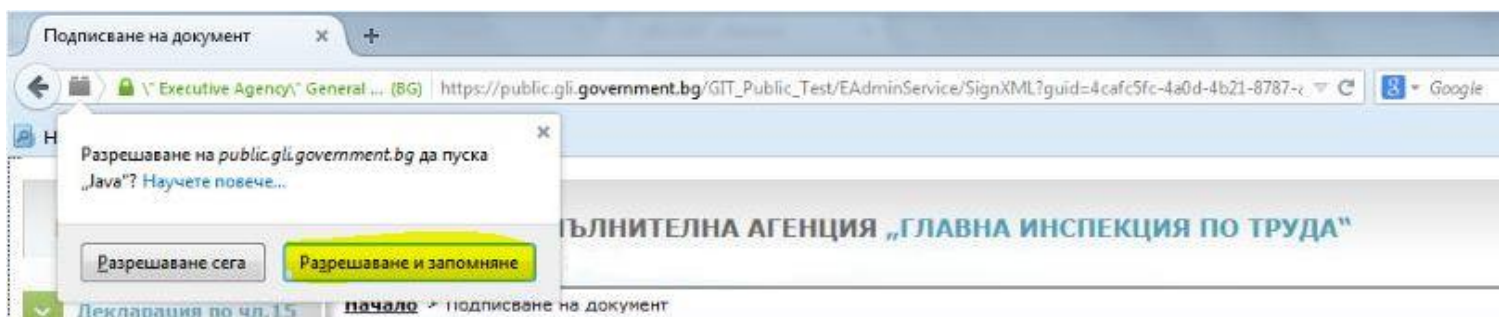 Подписване на документ
\" Executive Agency\" General ... (BG) https://public.gli.government.bg/GIT_Public_Test/EAdminService/SignXML?guid=4cafc5fc-4a0d-4b21-8787- Google
Н
Разрешаване на public.gli.government.bg да пуска
„Java“? Научете повече...
ЪЛНИТЕЛНА АГЕНЦИЯ „ГЛАВНА ИНСПЕКЦИЯ ПО ТРУДА“
Разрешаване сега Разрешаване и запомняне
Начало > Подписване на документ
Декларация по чл.15